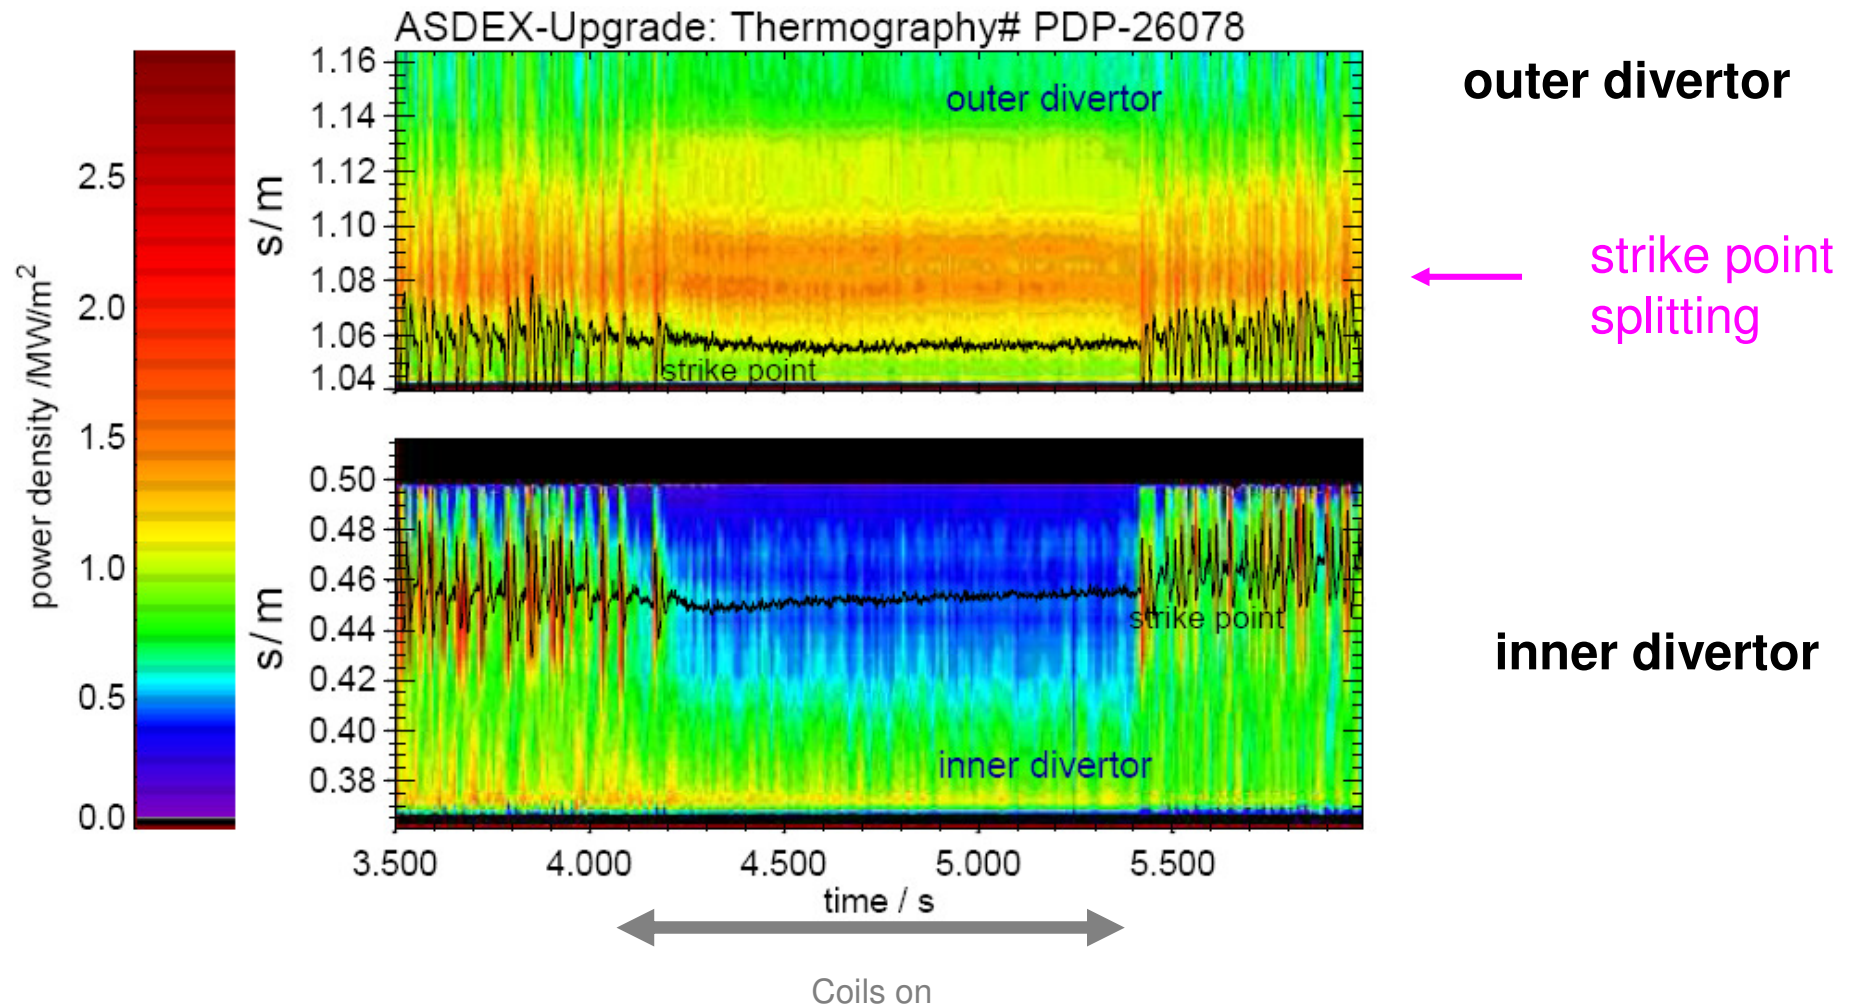 ASDEX-Upgrade: Thermography# PDP-26078
power density /MW/m²
2.5
2.0
1.5
1.0
0.5
0.0
s/m
1.16
1.14
1.12
1.10
1.08
1.06
1.04
outer divertor
strike point
outer divertor
strike point
splitting
s/m
0.50
0.48
0.46
0.44
0.42
0.40
0.38
strike point
inner divertor
inner divertor
3.500 4.000 4.500 5.000 5.500
time / s
Coils on